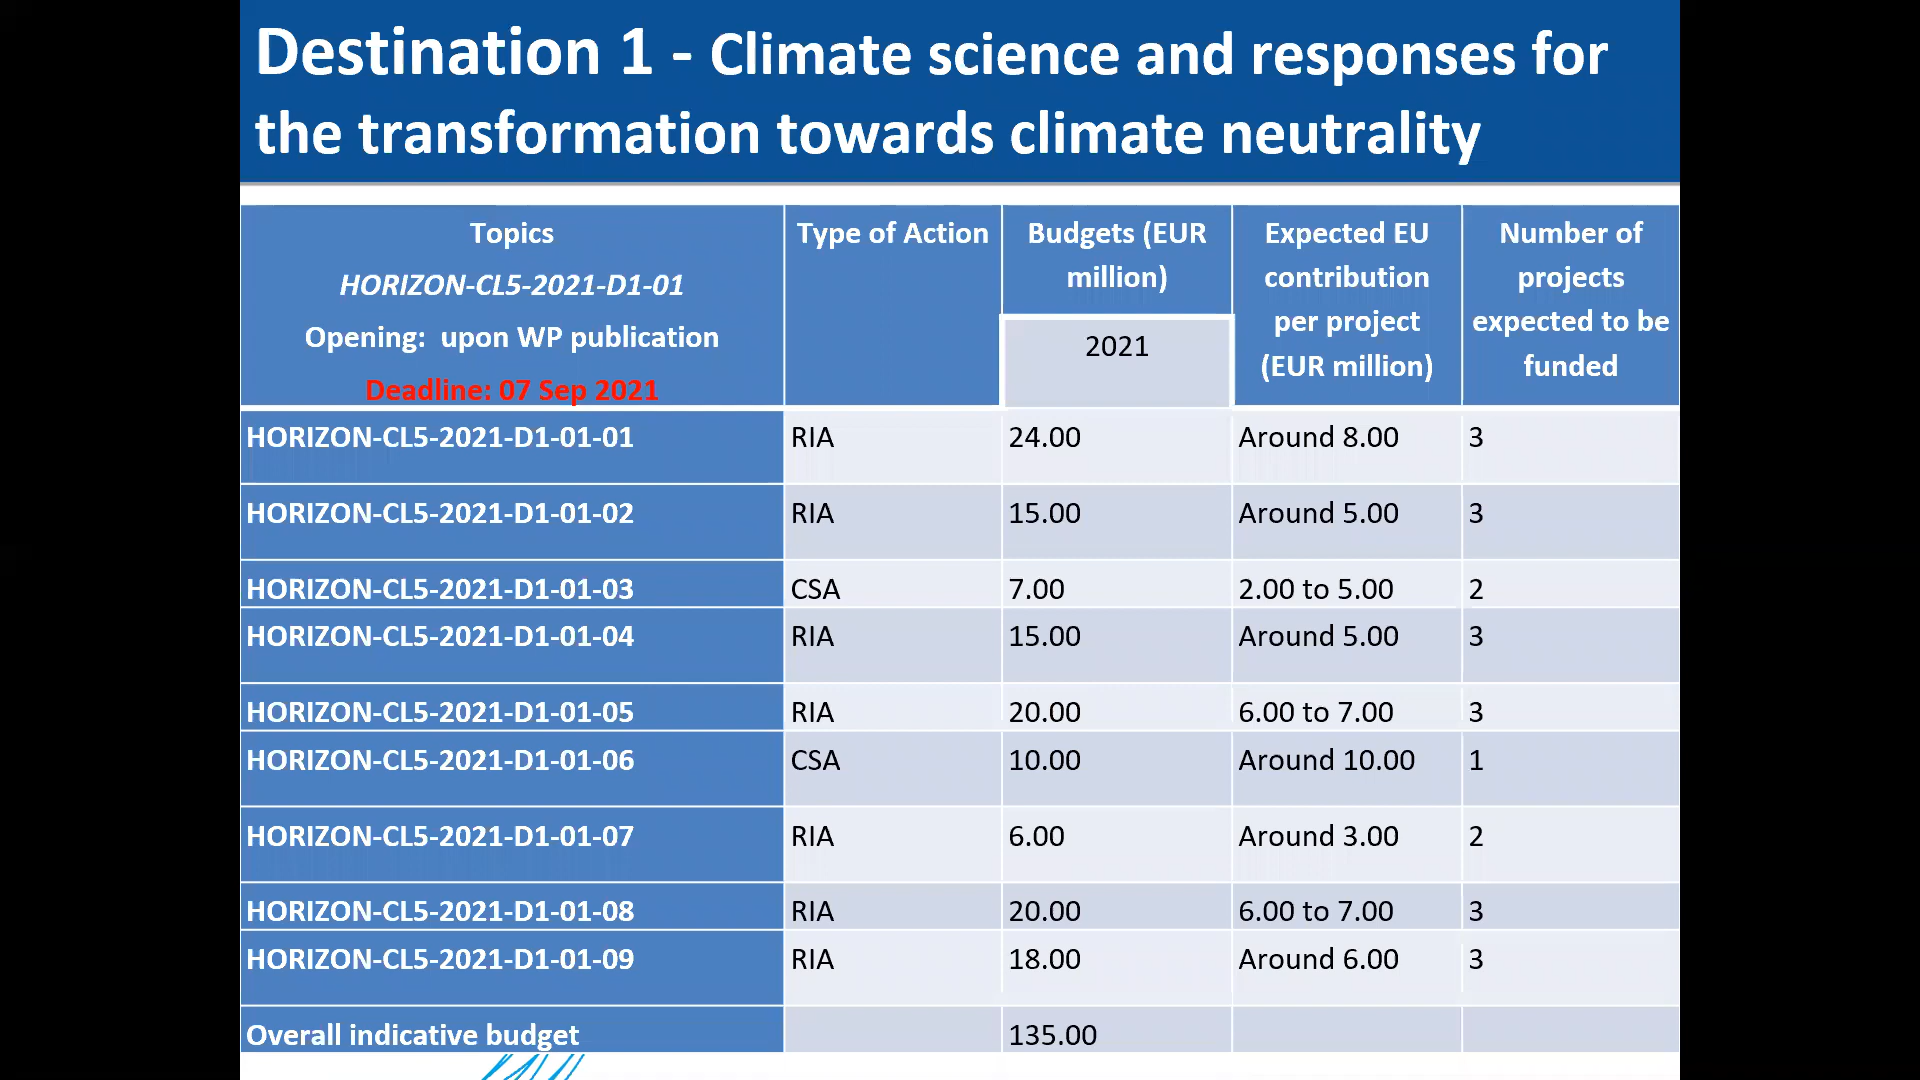 Destination 1 - Climate science and responses for
the transformation towards climate neutrality
Topics
HORIZON-CL5-2021-D1-01
Opening: upon WP publication
Deadline: 07 Sep 2021
Type of Action
Budgets (EUR
million)
2021
Expected EU
contribution
per project
(EUR million)
Number of
projects
expected to be
funded
HORIZON-CL5-2021-D1-01-01 RIA 24.00 Around 8.00 3
HORIZON-CL5-2021-D1-01-02 RIA 15.00 Around 5.00 3
HORIZON-CL5-2021-D1-01-03 CSA 7.00 2.00 to 5.00 2
HORIZON-CL5-2021-D1-01-04 RIA 15.00 Around 5.00 3
HORIZON-CL5-2021-D1-01-05 RIA 20.00 6.00 to 7.00 3
HORIZON-CL5-2021-D1-01-06 CSA 10.00 Around 10.00 1
HORIZON-CL5-2021-D1-01-07 RIA 6.00 Around 3.00 2
HORIZON-CL5-2021-D1-01-08 RIA 20.00 6.00 to 7.00 3
HORIZON-CL5-2021-D1-01-09 RIA 18.00 Around 6.00 3
Overall indicative budget 135.00